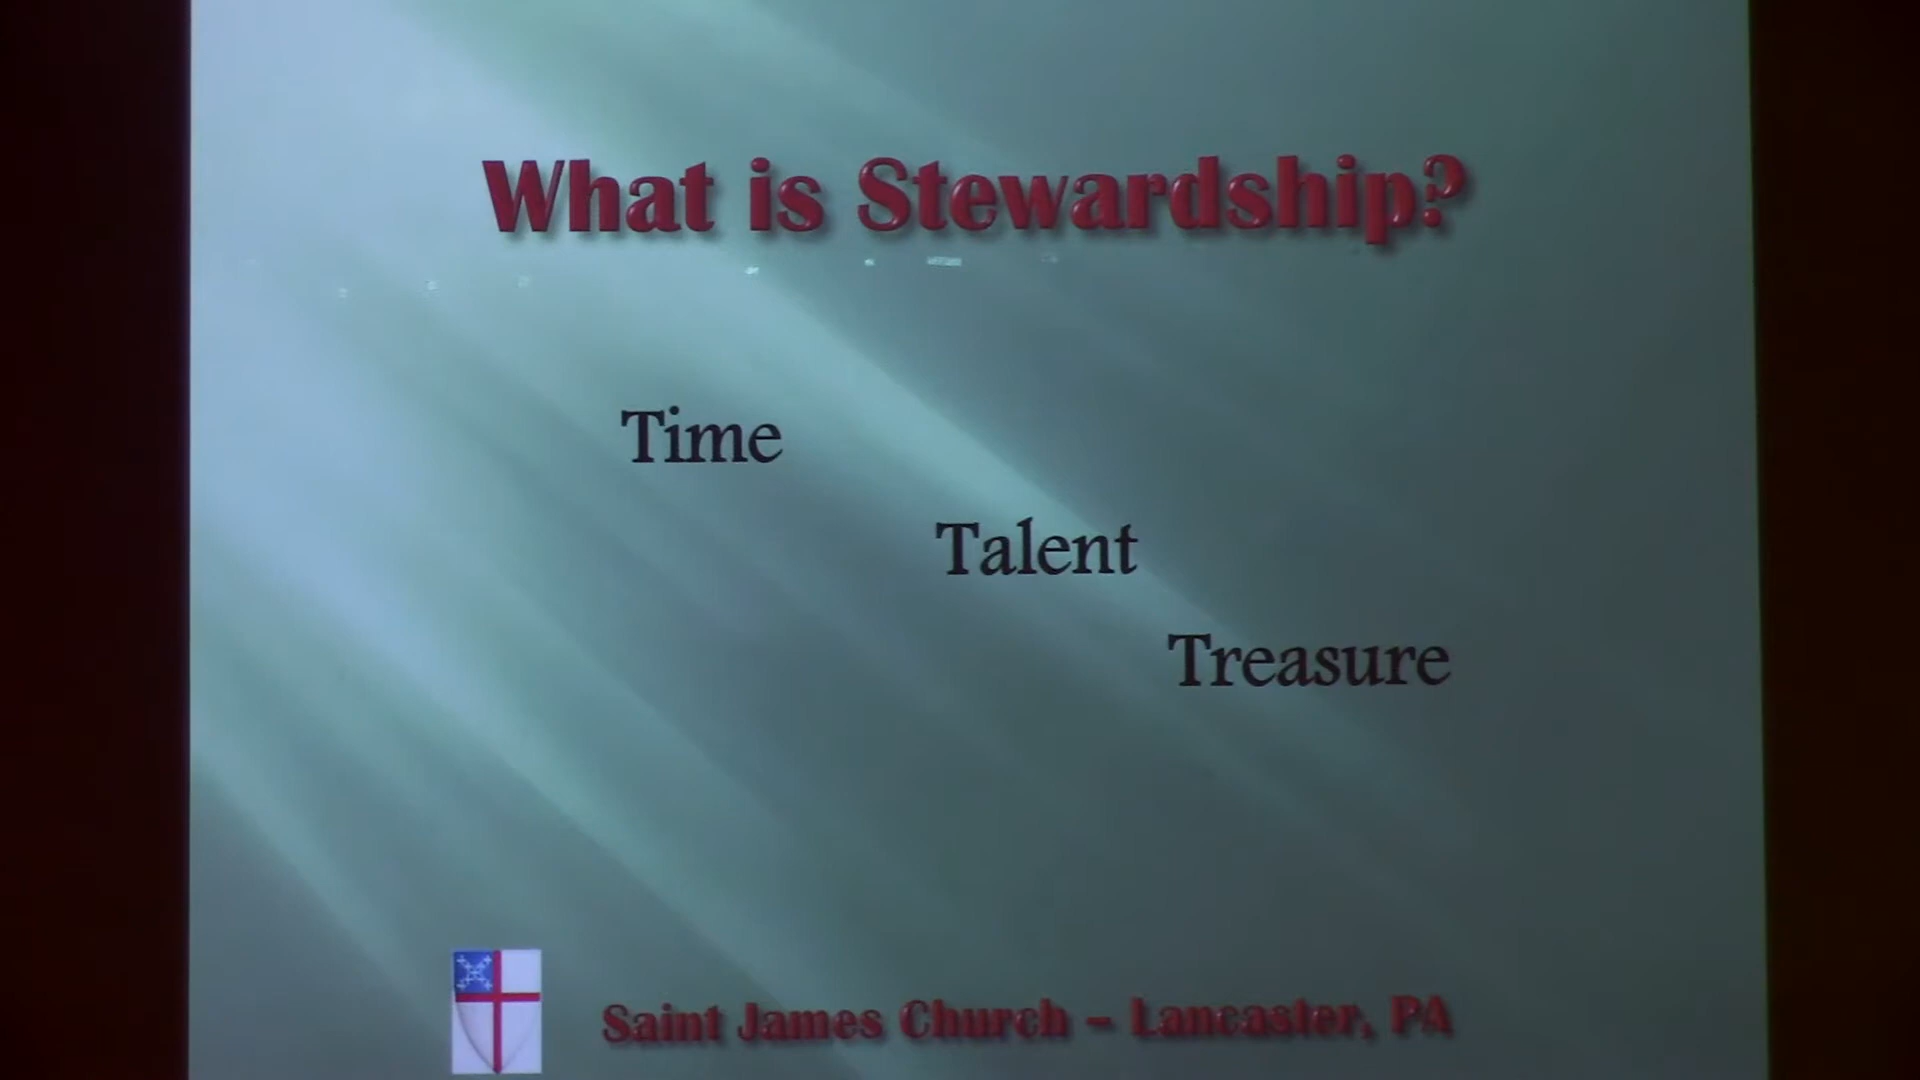 What is Stewardship?
Time
Talent
Treasure
Saint James Church – Lancaster, PA